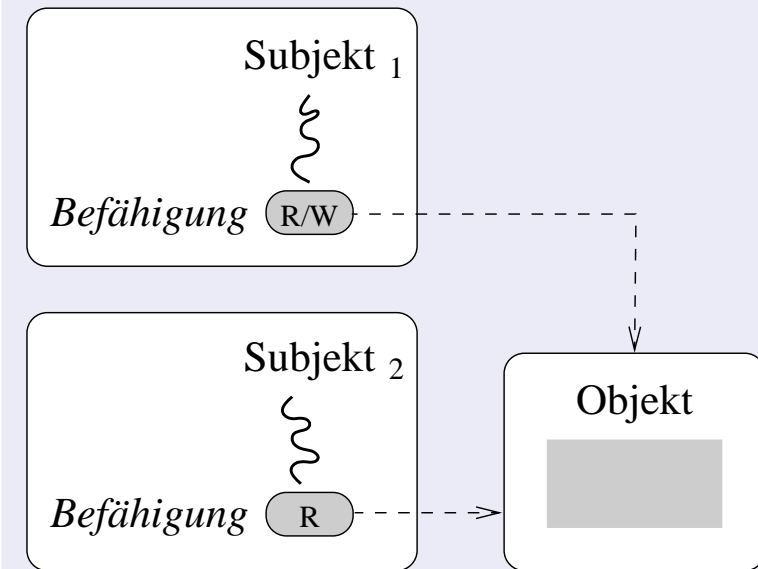 Subjekt 1
Befähigung R/W
Subjekt 2
Objekt
Befähigung R